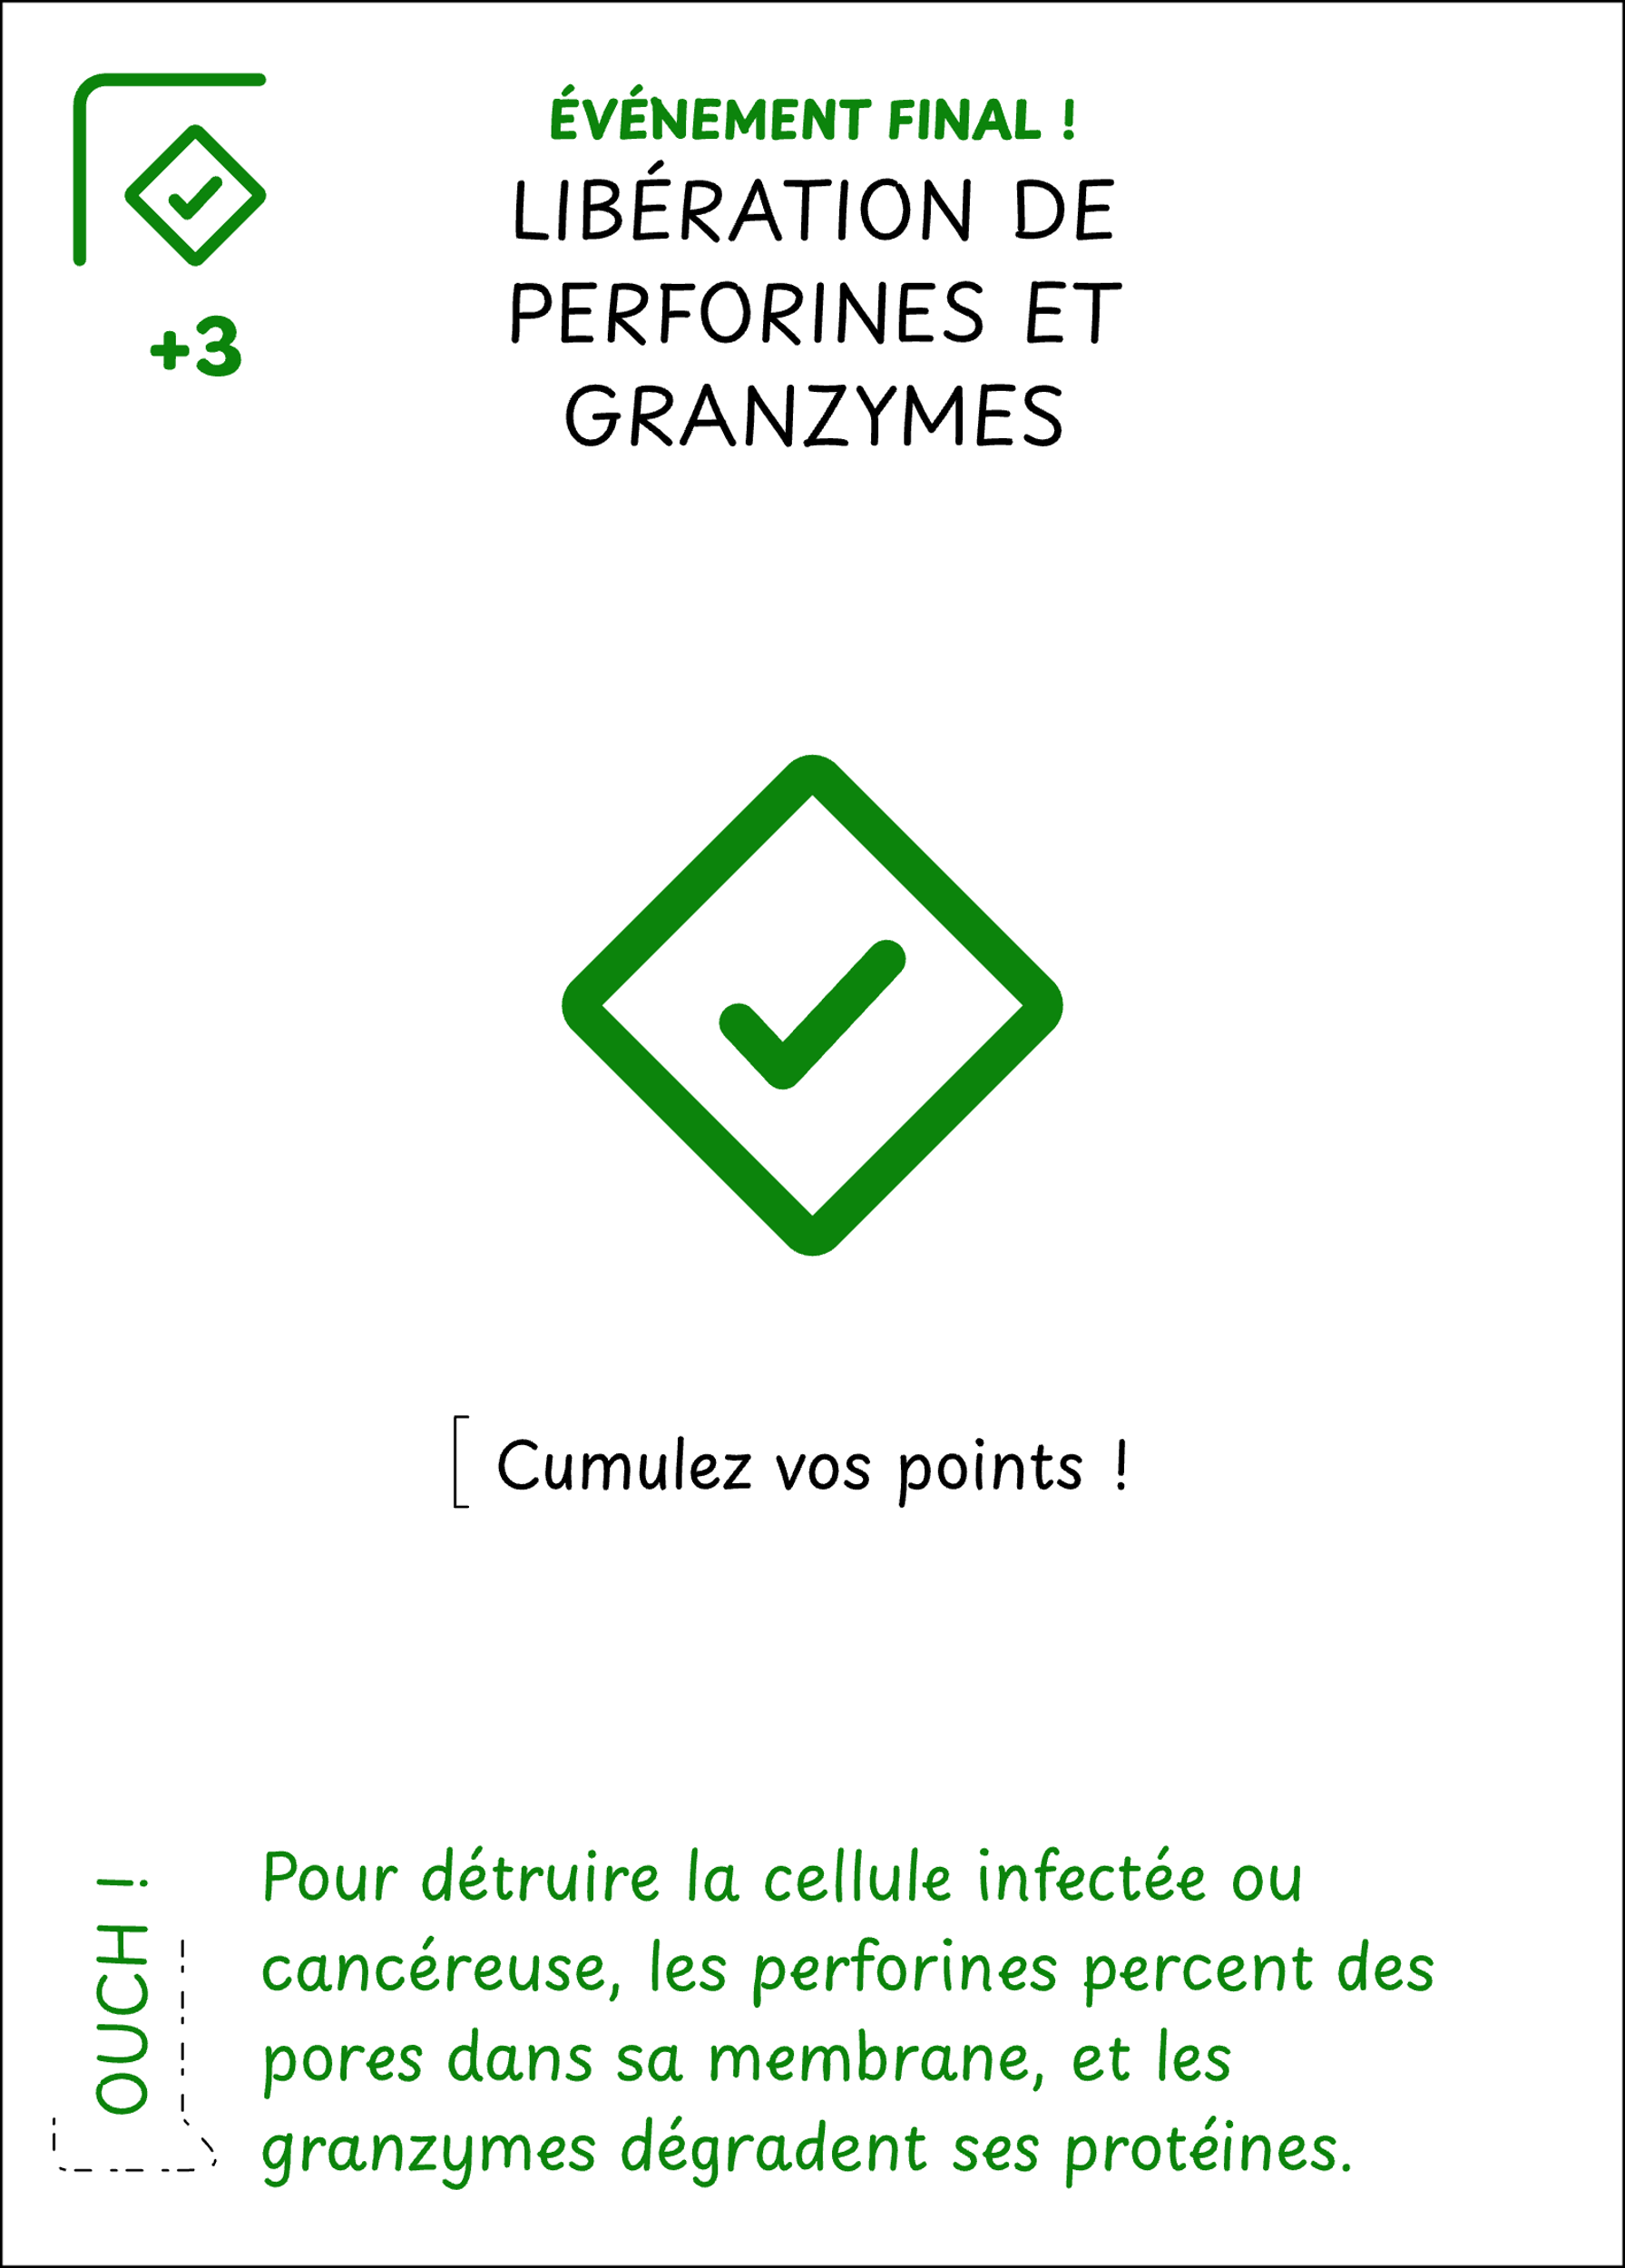 ÉVÉNEMENT FINAL !
LIBÉRATION DE
PERFORINES ET
GRANZYMES
+3
Cumulez vos points !
OUCH !
Pour détruire la cellule infectée ou
cancéreuse, les perforines percent des
pores dans sa membrane, et les
granzymes dégradent ses protéines.